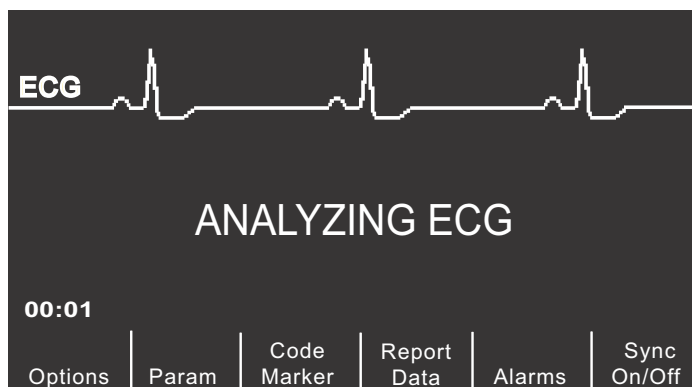 ECG
ANALYZING ECG
00:01
Options
Param
Code
Marker
Report
Data
Alarms
Sync
On/Off